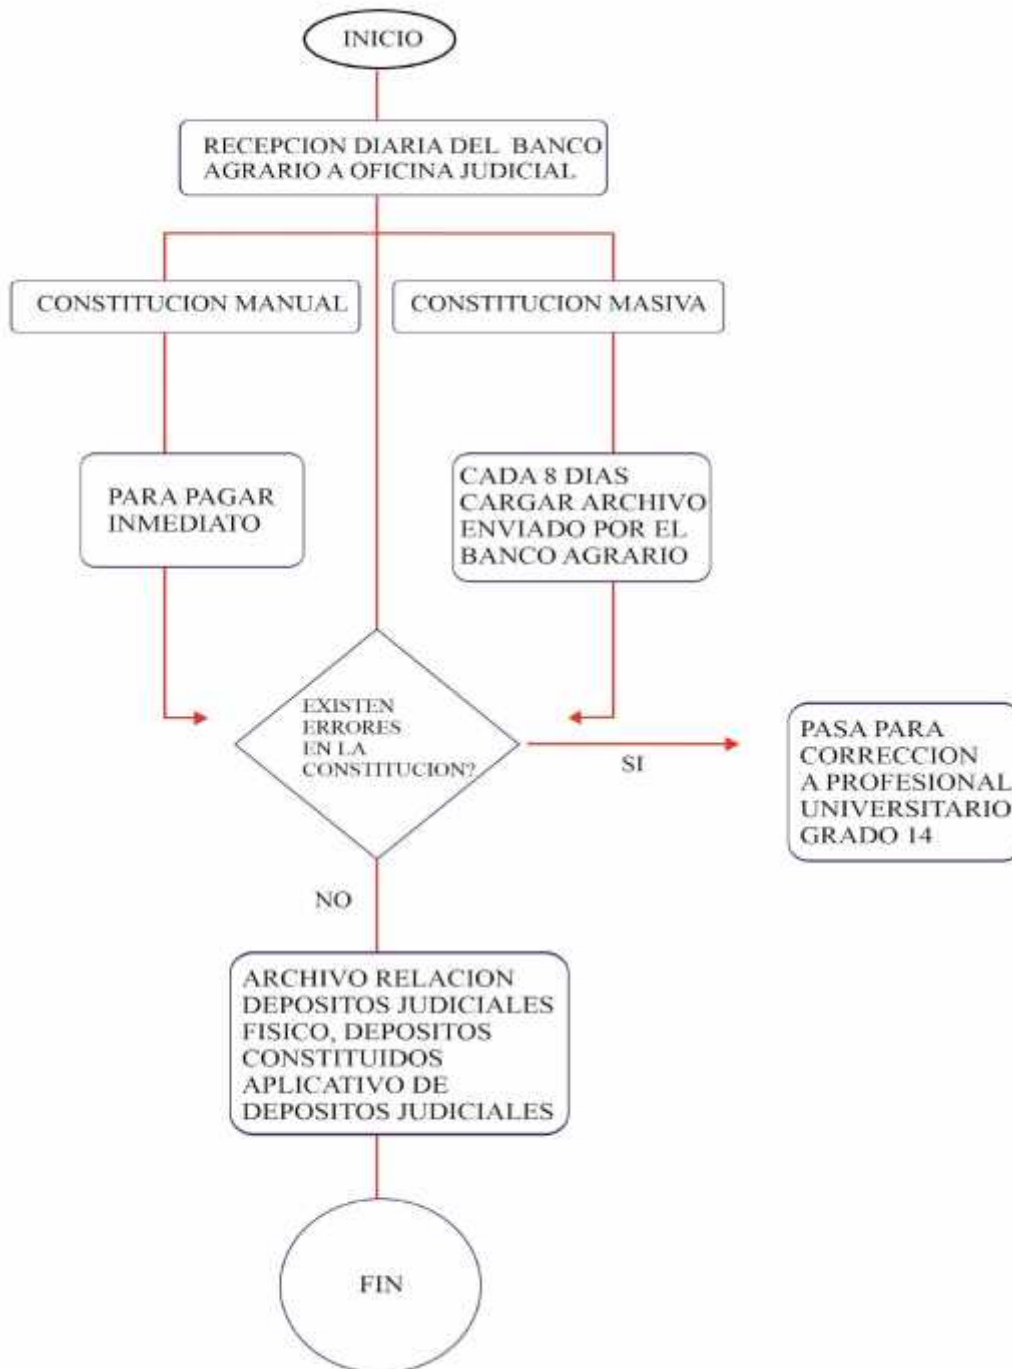 INICIO
RECEPCION DIARIA DEL BANCO
AGRARIO A OFICINA JUDICIAL
CONSTITUCION MANUAL
CONSTITUCION MASIVA
PARA PAGAR
INMEDIATO
CADA 8 DIAS
CARGAR ARCHIVO
ENVIADO POR EL
BANCO AGRARIO
EXISTEN
ERRORES
EN LA
CONSTITUCION?
SI
PASA PARA
CORRECCION
A PROFESIONAL
UNIVERSITARIO
GRADO 14
NO
ARCHIVO RELACION
DEPOSITOS JUDICIALES
FISICO, DEPOSITOS
CONSTITUIDOS
APLICATIVO DE
DEPOSITOS JUDICIALES
FIN